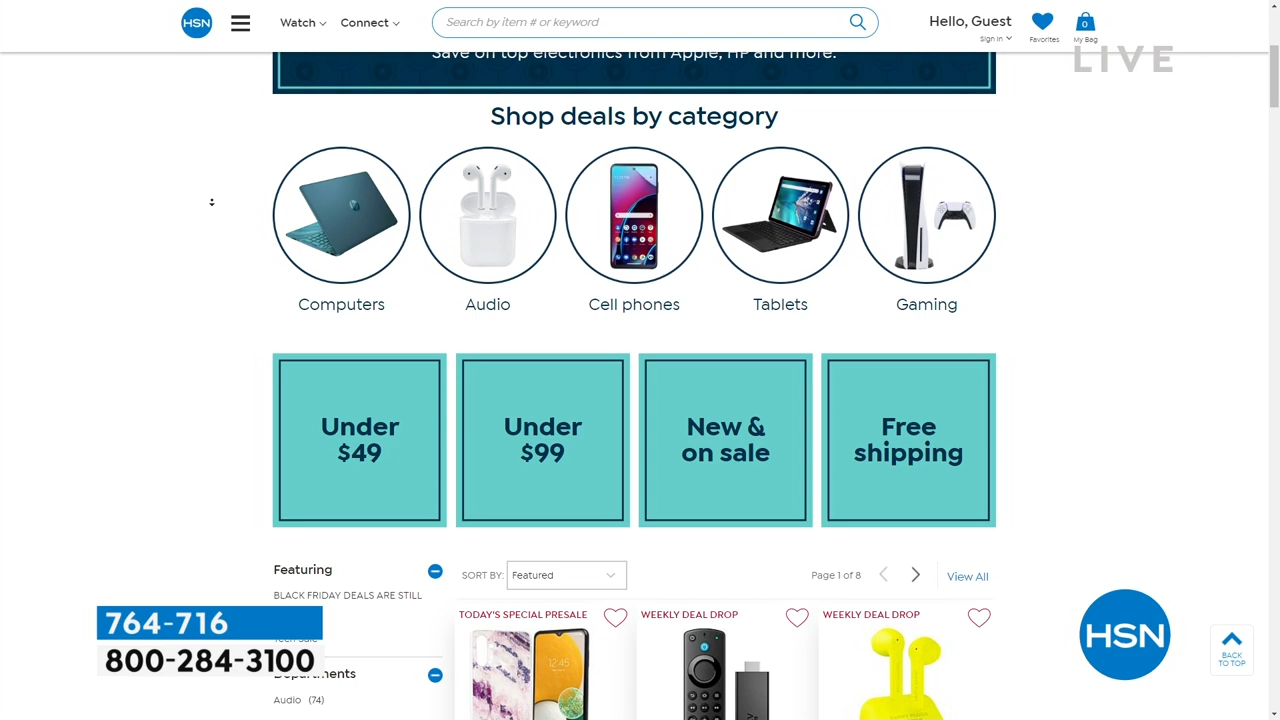 HSN
Watch
Connect
Search by item # or keyword
Hello, Guest
Sign in
Favorites
0
My Bag
LIVE
Save on top electronics from Apple, HP and more.
Shop deals by category
Computers
Audio
Cell phones
Tablets
Gaming
Under
$49
Under
$99
New &
on sale
Free
shipping
Featuring
BLACK FRIDAY DEALS ARE STILL
Tech Sale
Departments
Audio (74)
SORT BY:
Featured
Page 1 of 8
View All
TODAY'S SPECIAL PRESALE
WEEKLY DEAL DROP
WEEKLY DEAL DROP
12:45
764-716
800-284-3100
HSN
BACK
TO TOP